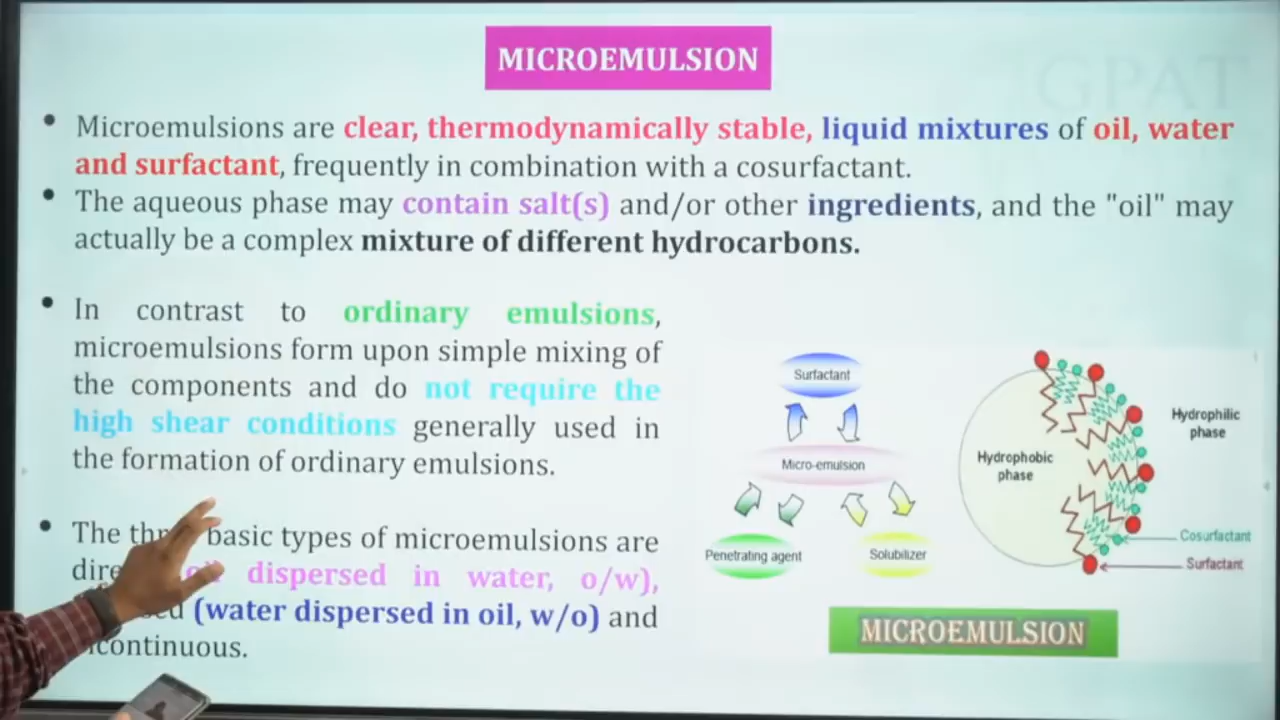 GPAT
MICROEMULSION
• Microemulsions are clear, thermodynamically stable, liquid mixtures of oil, water
and surfactant, frequently in combination with a cosurfactant.
• The aqueous phase may contain salt(s) and/or other ingredients, and the "oil" may
actually be a complex mixture of different hydrocarbons.
• In contrast to ordinary emulsions,
microemulsions form upon simple mixing of
the components and do not require the
high shear conditions generally used in
the formation of ordinary emulsions.
• The basic types of microemulsions are
dispersed in water, o/w),
(water dispersed in oil, w/o) and
Surfactant
Micro-emulsion
Penetrating agent
Solubilizer
Hydrophobic
phase
Hydrophilic
phase
Cosurfactant
Surfactant
MICROEMULSION